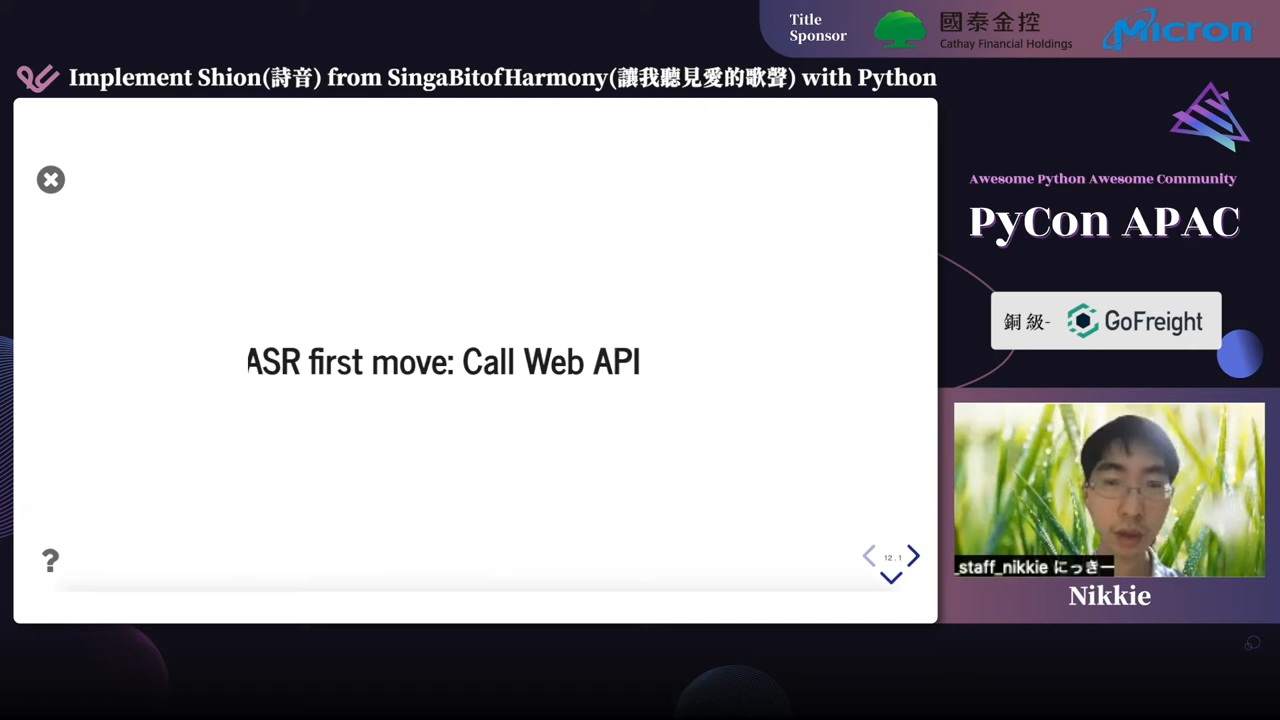 Title
Sponsor
國泰金控
Cathay Financial Holdings
Micron
Implement Shion(詩音) from SingaBitofHarmony(讓我聽見愛的歌聲) with Python
ASR first move: Call Web API
?
12.1
Awesome Python Awesome Community
PyCon APAC
銅級- GoFreight
_staff_nikkie にっきー
Nikkie